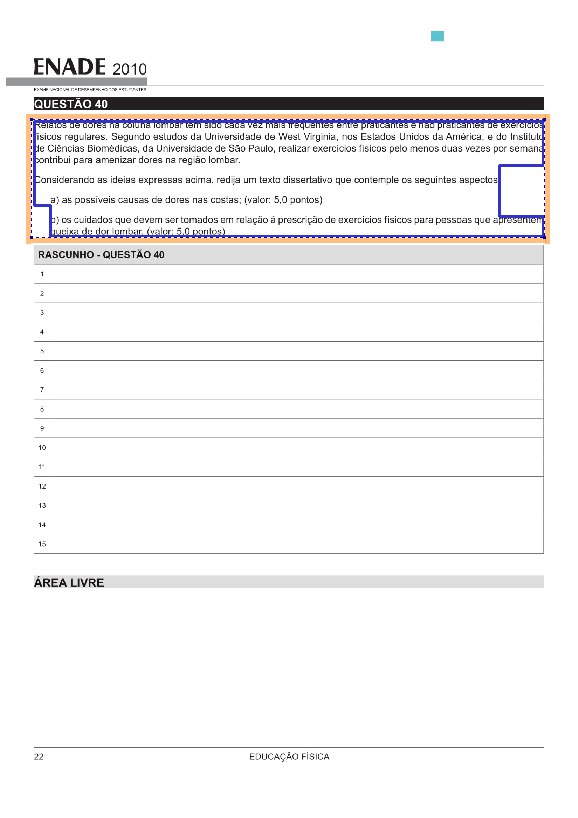 ENADE 2010
EXAME NACIONAL DE DESEMPENHO DOS ESTUDANTES
QUESTÃO 40
Relatos de dores na coluna lombar têm sido cada vez mais frequentes entre praticantes e não praticantes de exercícios
físicos regulares. Segundo estudos da Universidade de West Virginia, nos Estados Unidos da América, e do Instituto
de Ciências Biomédicas, da Universidade de São Paulo, realizar exercícios físicos pelo menos duas vezes por semana
contribui para amenizar dores na região lombar.
Considerando as ideias expressas acima, redija um texto dissertativo que contemple os seguintes aspectos:
a) as possíveis causas de dores nas costas; (valor: 5,0 pontos)
b) os cuidados que devem ser tomados em relação à prescrição de exercícios físicos para pessoas que apresentem
queixa de dor lombar. (valor: 5,0 pontos)
RASCUNHO - QUESTÃO 40
1
2
3
4
5
6
7
8
9
10
11
12
13
14
15
ÁREA LIVRE
22
EDUCAÇÃO FÍSICA